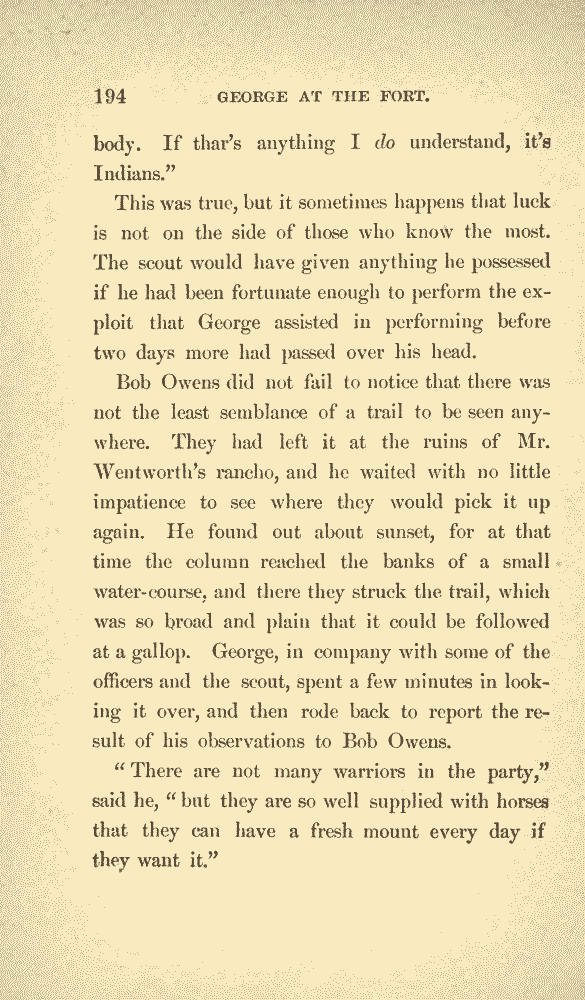 194 GEORGE AT THE FORT.
body. If thar's anything I do understand, it's
Indians.”
This was true, but it sometimes happens that luck
is not on the side of those who know the most.
The scout would have given anything he possessed
if he had been fortunate enough to perform the ex-
ploit that George assisted in performing before
two days more had passed over his head.
Bob Owens did not fail to notice that there was
not the least semblance of a trail to be seen any-
where. They had left it at the ruins of Mr.
Wentworth's rancho, and he waited with no little
impatience to see where they would pick it up
again. He found out about sunset, for at that
time the column reached the banks of a small
water-course, and there they struck the trail, which
was so broad and plain that it could be followed
at a gallop. George, in company with some of the
officers and the scout, spent a few minutes in look-
ing it over, and then rode back to report the re-
sult of his observations to Bob Owens.
“There are not many warriors in the party,”
said he, “but they are so well supplied with horses
that they can have a fresh mount every day if
they want it.”